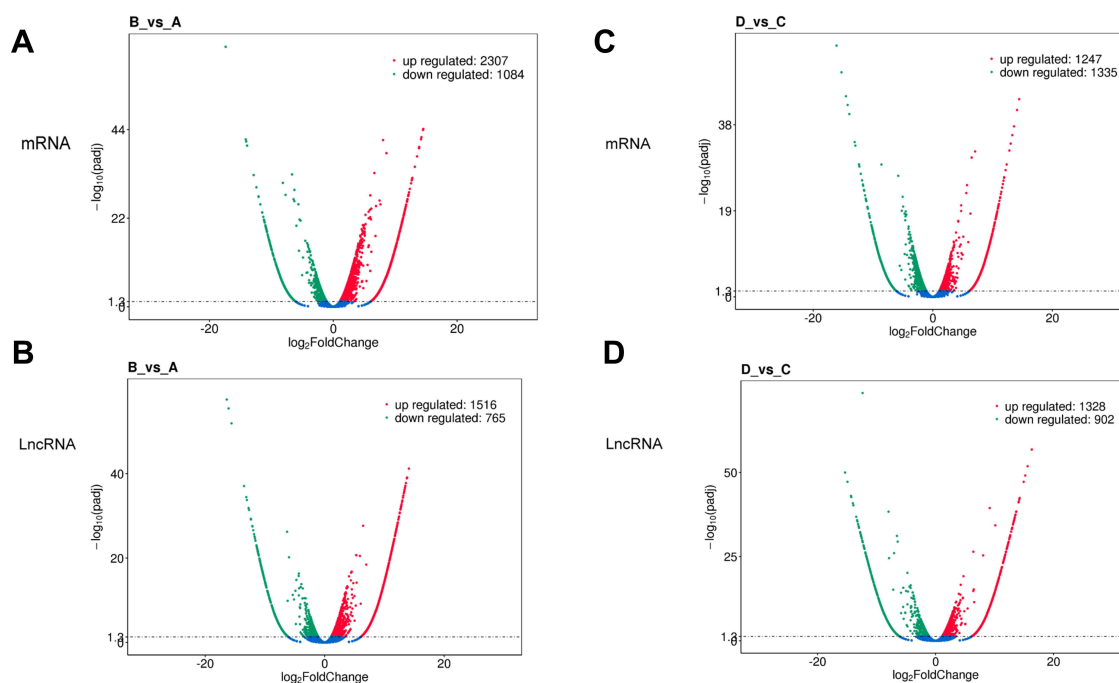 A
B_vs_A
up regulated: 2307
down regulated: 1084
mRNA
−log10(padj)
44
22
1.3
0
-20
0
20
log2FoldChange
B
B_vs_A
up regulated: 1516
down regulated: 765
LncRNA
−log10(padj)
40
20
1.3
0
-20
0
20
log2FoldChange
C
D_vs_C
up regulated: 1247
down regulated: 1335
mRNA
−log10(padj)
38
19
1.3
0
-20
0
20
log2FoldChange
D
D_vs_C
up regulated: 1328
down regulated: 902
LncRNA
−log10(padj)
50
25
1.3
0
-20
0
20
log2FoldChange